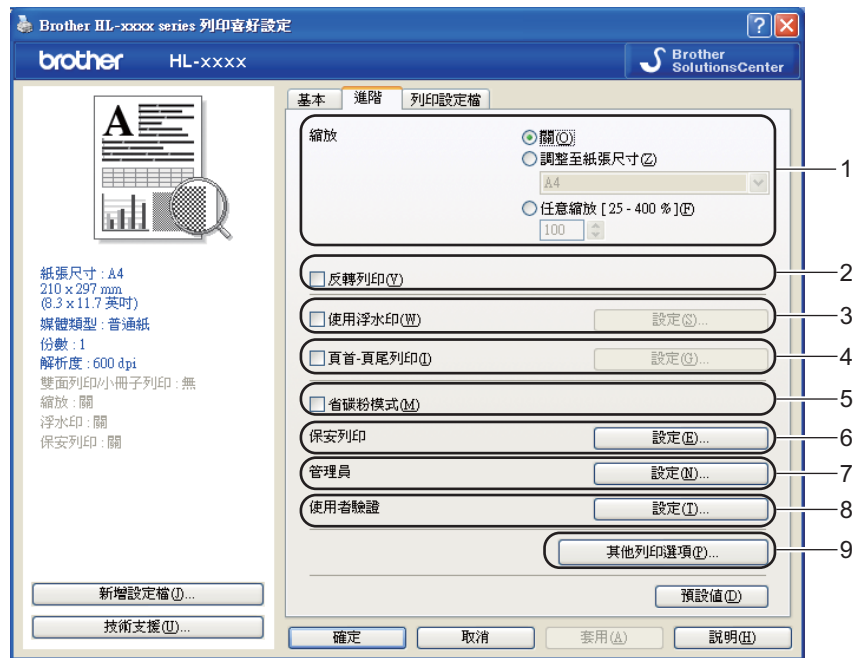 Brother HL-xxxx series 列印喜好設定
brother HL-xxxx
Brother
SolutionsCenter
基本 進階 列印設定檔
縮放
關(O)
調整至紙張尺寸(Z)
A4
任意縮放 [ 25 - 400 % ](F)
100
1
反轉列印(V)
2
使用浮水印(W) 設定(S)...
3
頁首-頁尾列印(I) 設定(G)...
4
省碳粉模式(M)
5
保安列印 設定(E)...
6
管理員 設定(N)...
7
使用者驗證 設定(T)...
8
其他列印選項(P)...
9
預設值(D)
A
紙張尺寸 : A4
210 x 297 mm
(8.3 x 11.7 英吋)
媒體類型 : 普通紙
份數 : 1
解析度 : 600 dpi
雙面列印/小冊子列印 : 無
縮放 : 關
浮水印 : 關
保安列印 : 關
新增設定檔(J)...
技術支援(U)...
確定 取消 套用(A) 說明(H)